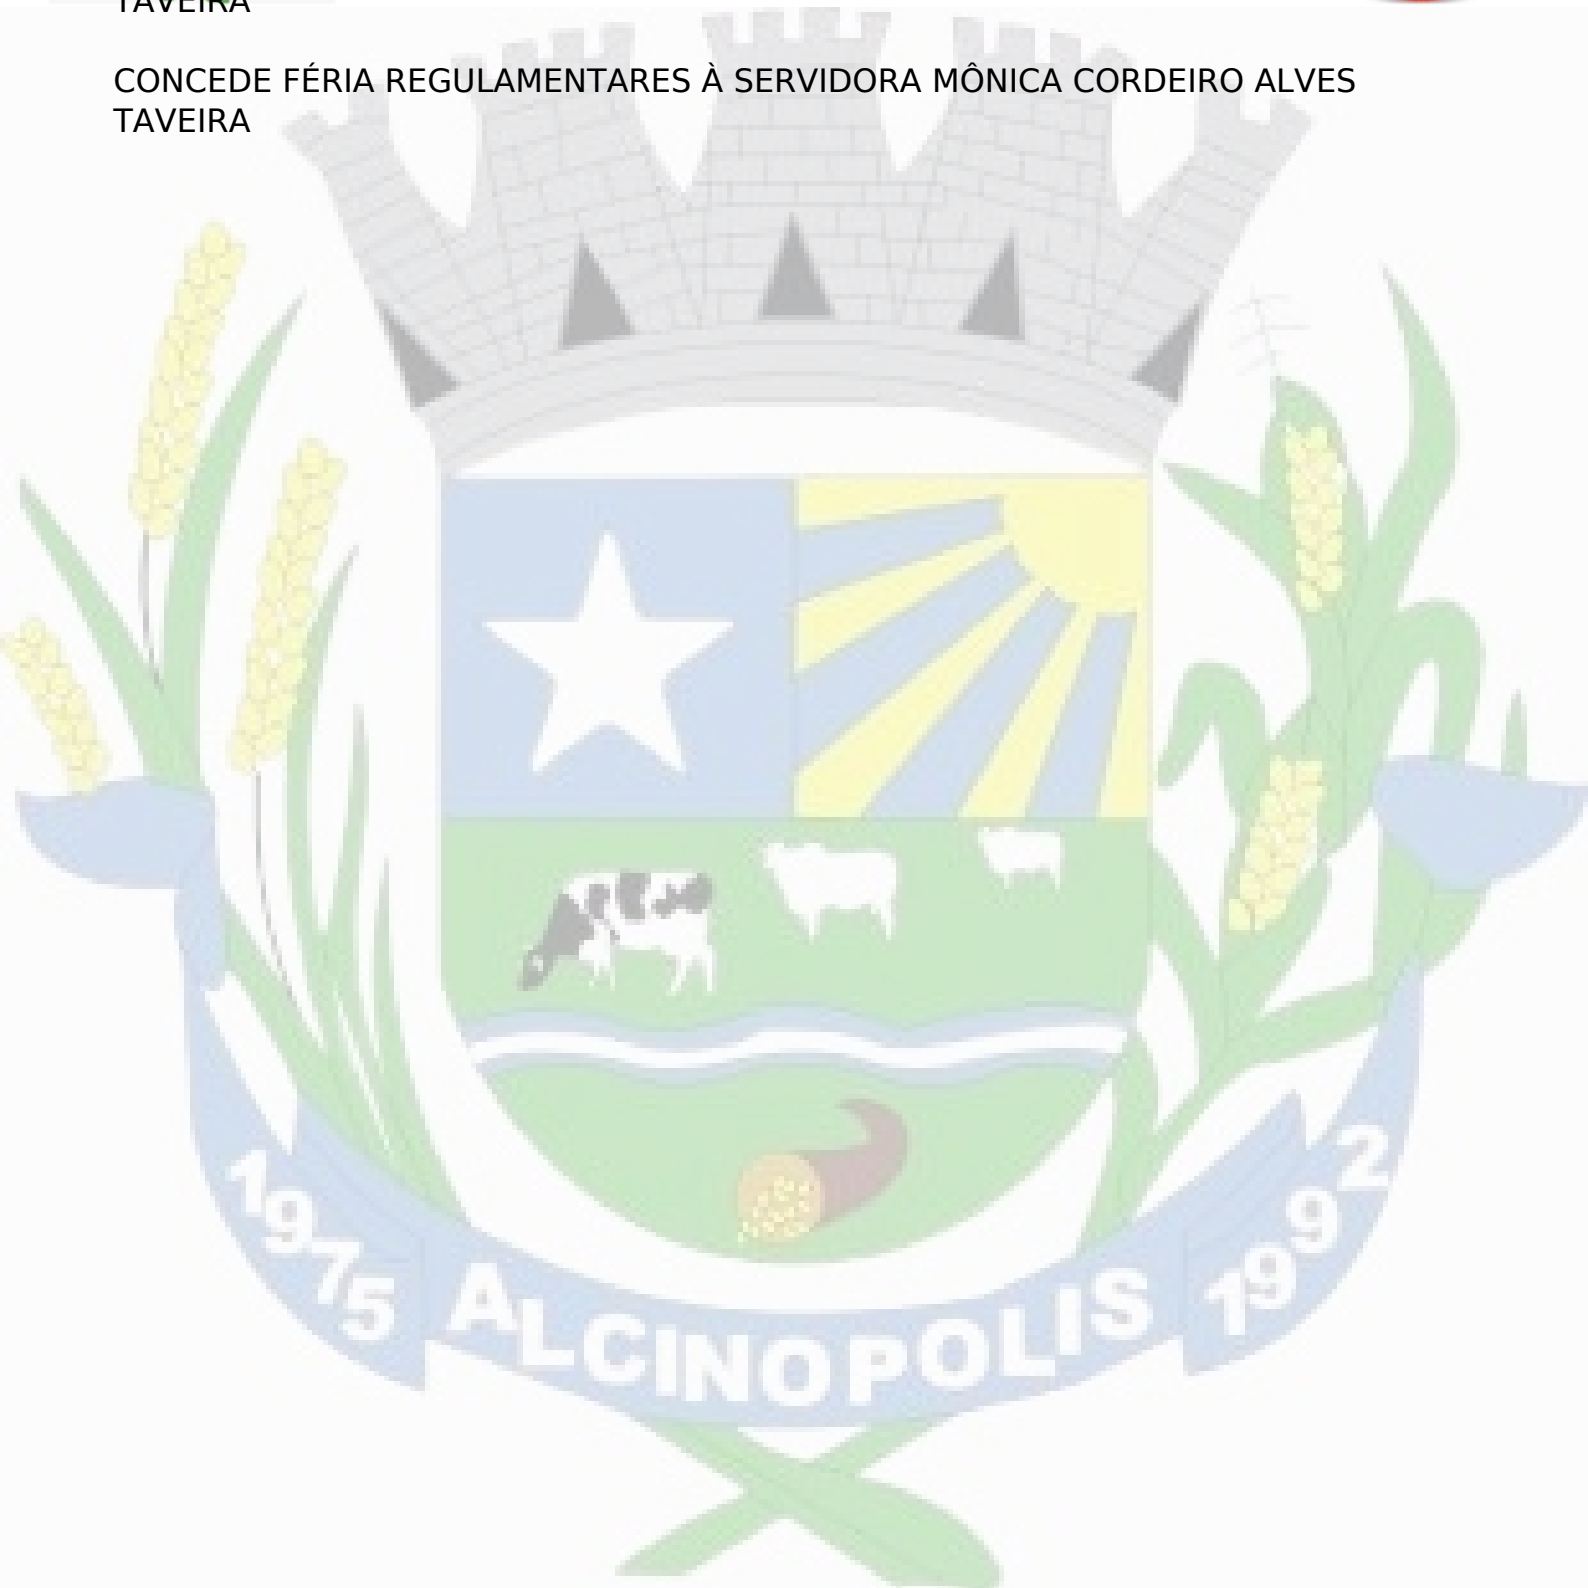 TAVEIRA
CONCEDE FÉRIA REGULAMENTARES À SERVIDORA MÔNICA CORDEIRO ALVES
TAVEIRA
1975 ALCINOPOLIS 1992